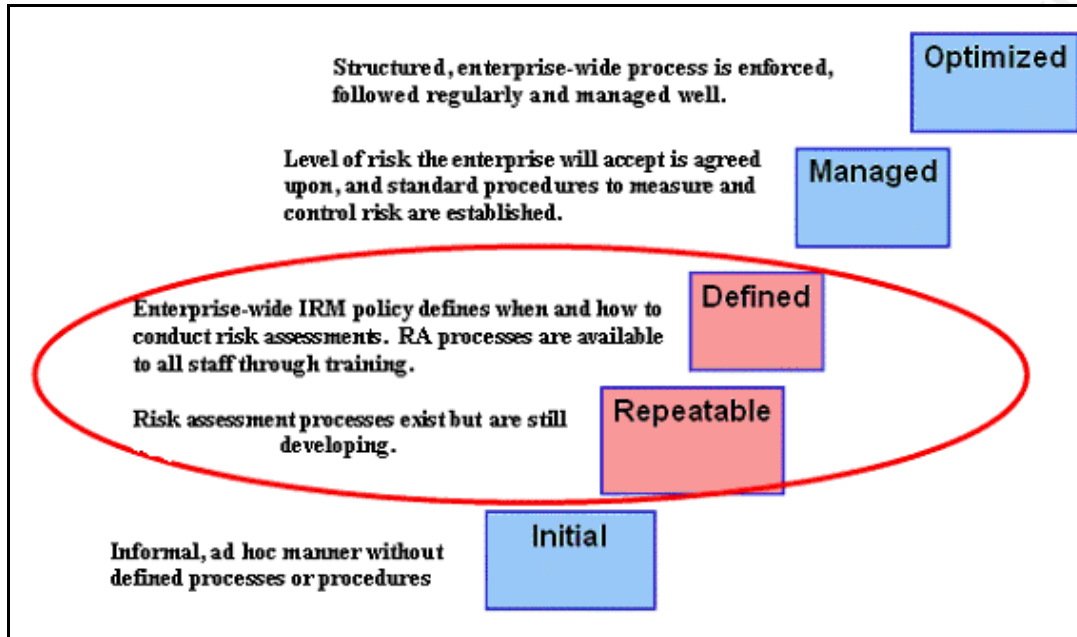 Optimized
Structured, enterprise-wide process is enforced,
followed regularly and managed well.
Managed
Level of risk the enterprise will accept is agreed
upon, and standard procedures to measure and
control risk are established.
Defined
Enterprise-wide IRM policy defines when and how to
conduct risk assessments. RA processes are available
to all staff through training.
Repeatable
Risk assessment processes exist but are still
developing.
Initial
Informal, ad hoc manner without
defined processes or procedures